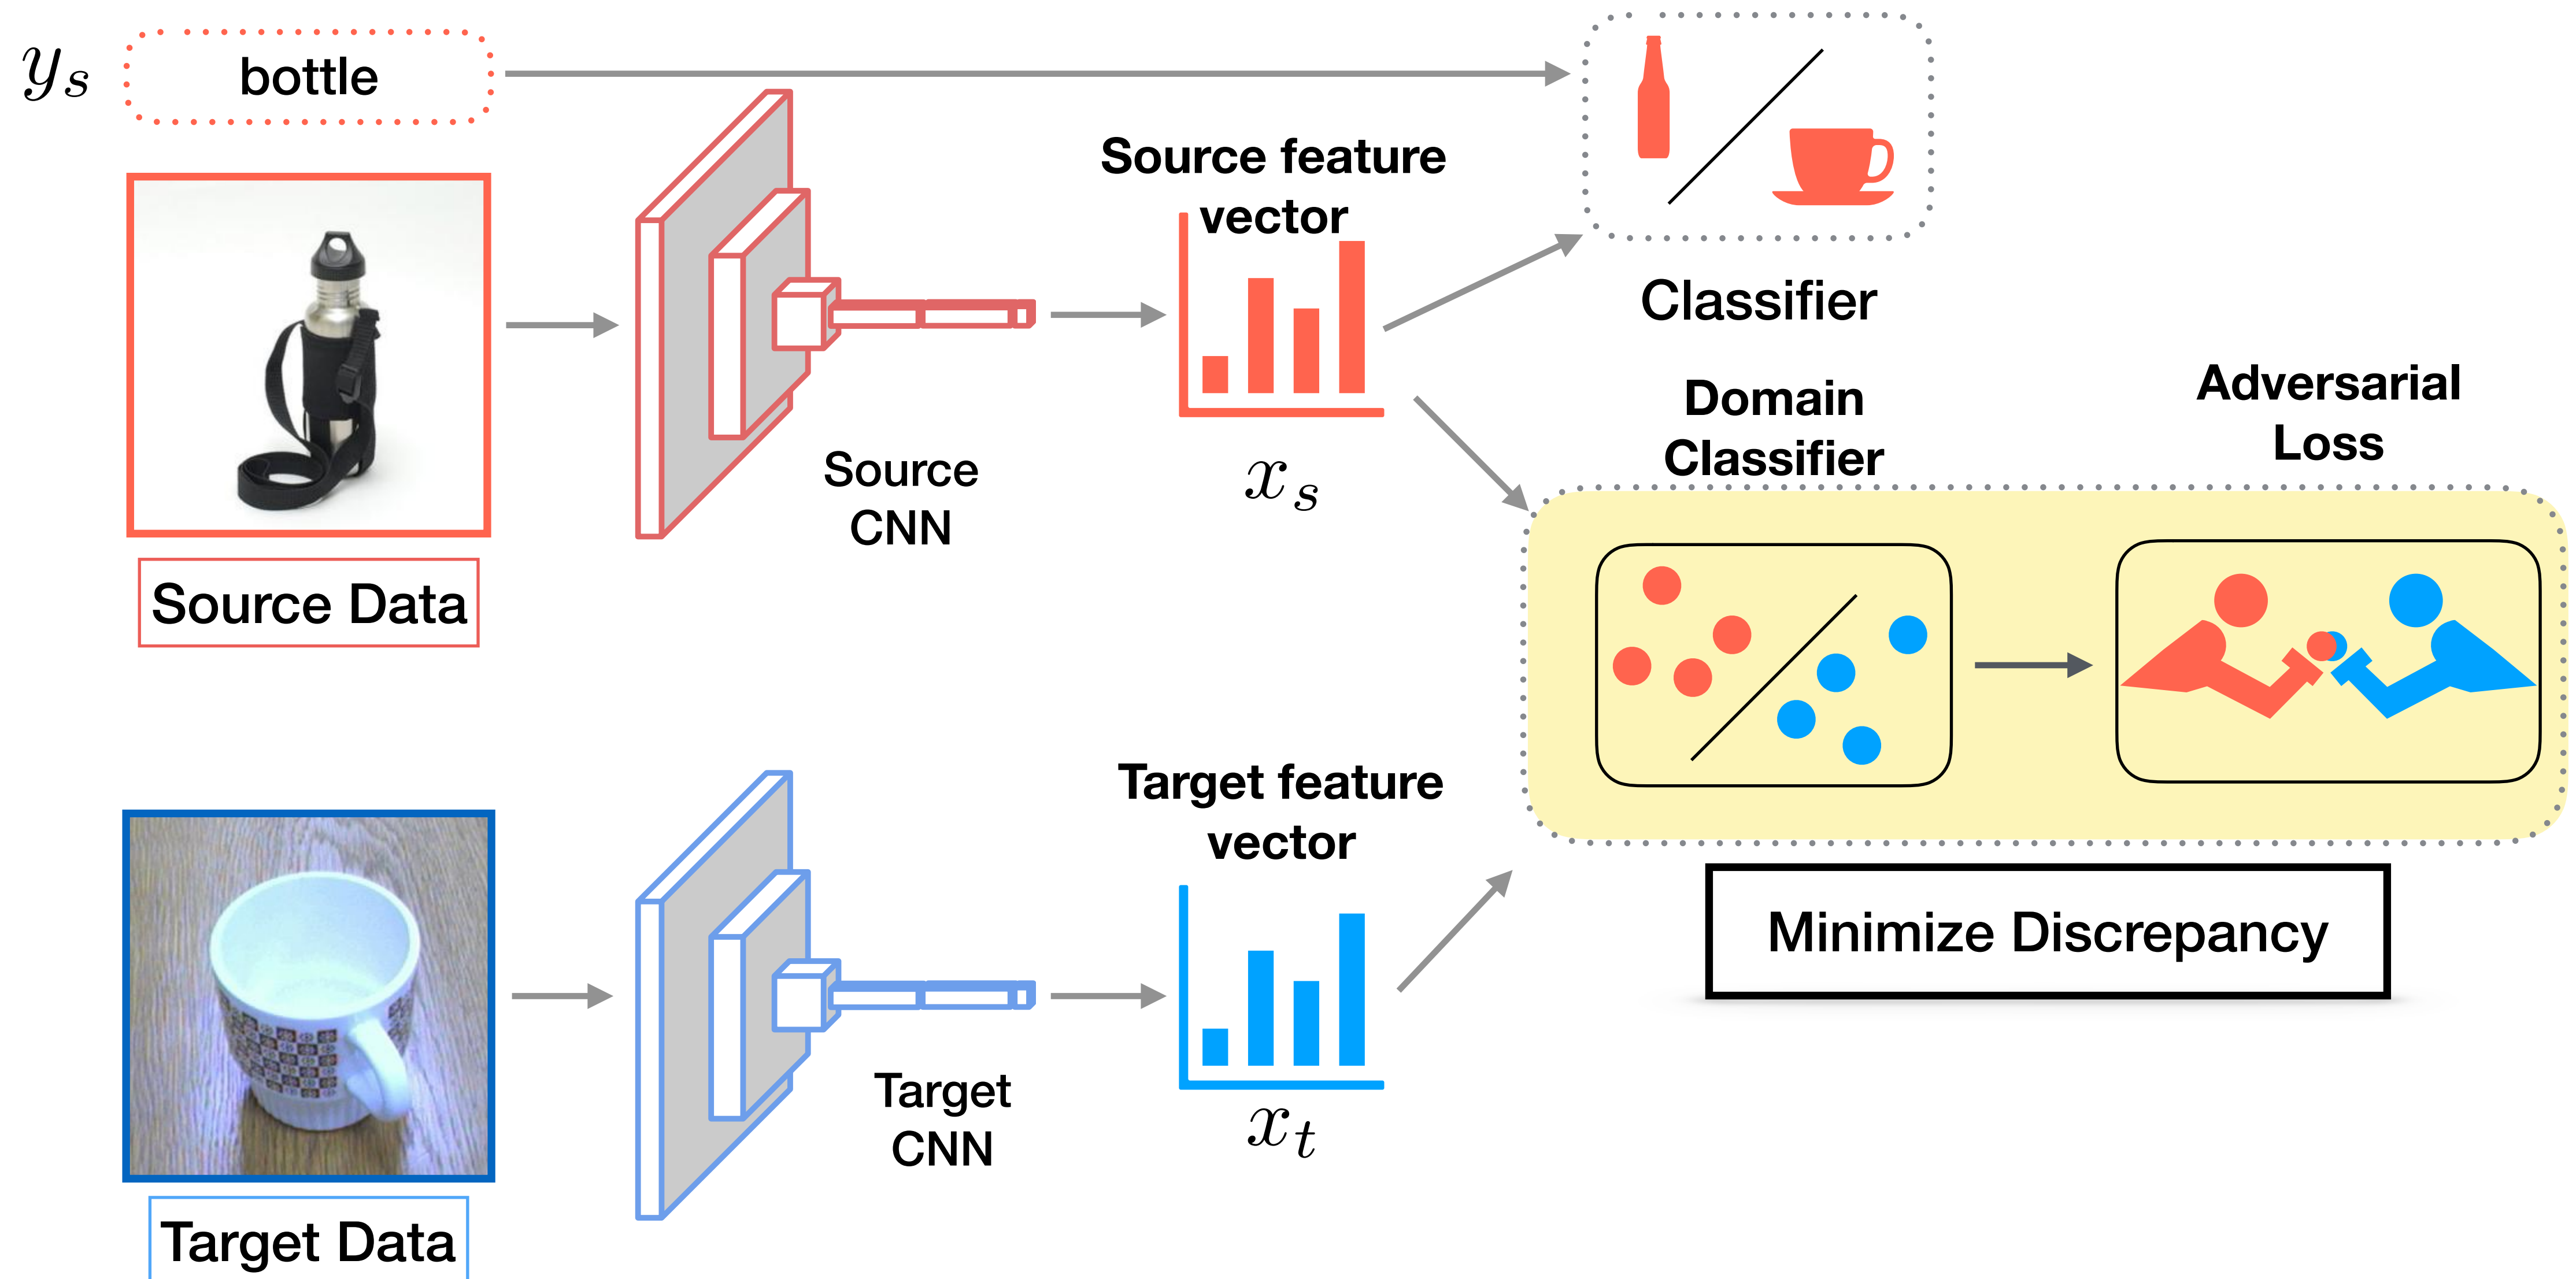 yₛ
bottle
Source feature
vector
Classifier
Source Data
Source
CNN
xₛ
Domain
Classifier
Adversarial
Loss
Target feature
vector
Minimize Discrepancy
Target Data
Target
CNN
xₜ